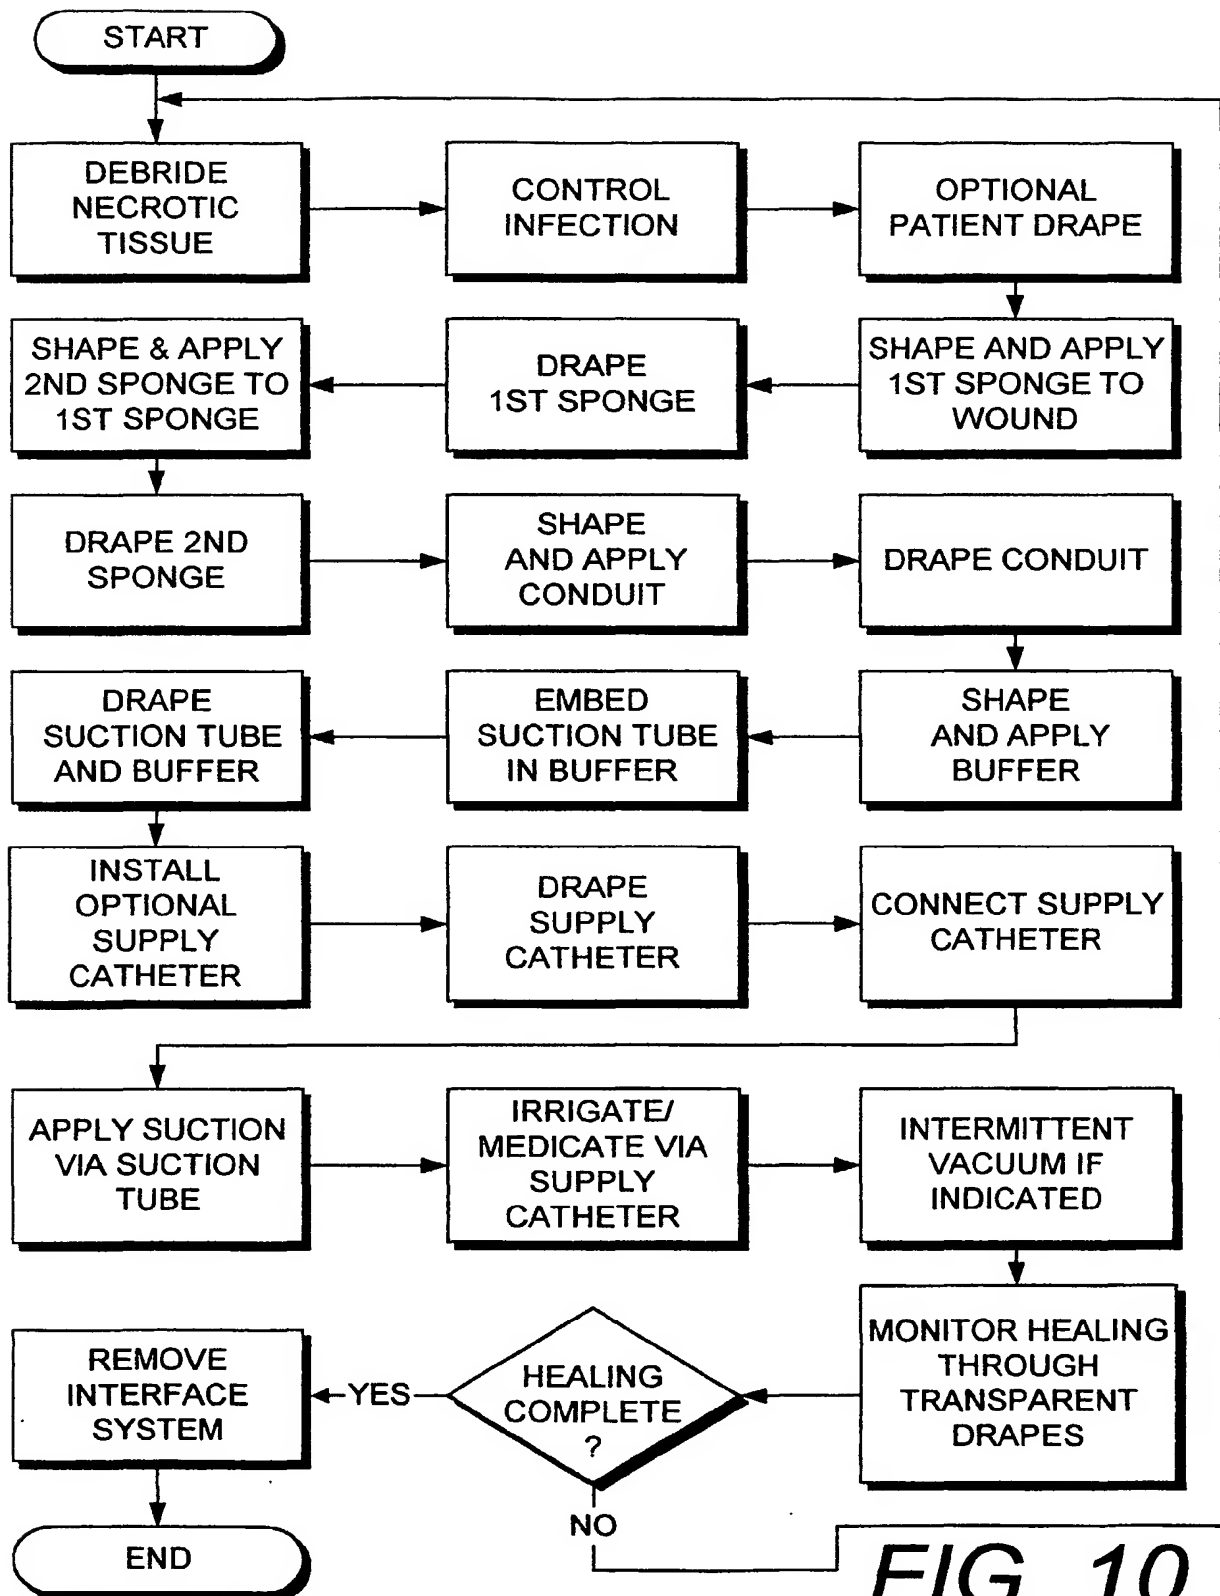 START
DEBRIDE
NECROTIC
TISSUE
CONTROL
INFECTION
OPTIONAL
PATIENT DRAPE
SHAPE AND APPLY
1ST SPONGE TO
WOUND
DRAPE
1ST SPONGE
SHAPE & APPLY
2ND SPONGE TO
1ST SPONGE
DRAPE 2ND
SPONGE
SHAPE
AND APPLY
CONDUIT
DRAPE CONDUIT
SHAPE
AND APPLY
BUFFER
EMBED
SUCTION TUBE
IN BUFFER
DRAPE
SUCTION TUBE
AND BUFFER
INSTALL
OPTIONAL
SUPPLY
CATHETER
DRAPE
SUPPLY
CATHETER
CONNECT SUPPLY
CATHETER
APPLY SUCTION
VIA SUCTION
TUBE
IRRIGATE/
MEDICATE VIA
SUPPLY
CATHETER
INTERMITTENT
VACUUM IF
INDICATED
MONITOR HEALING
THROUGH
TRANSPARENT
DRAPES
HEALING
COMPLETE
?
YES
REMOVE
INTERFACE
SYSTEM
END
NO
FIG. 10